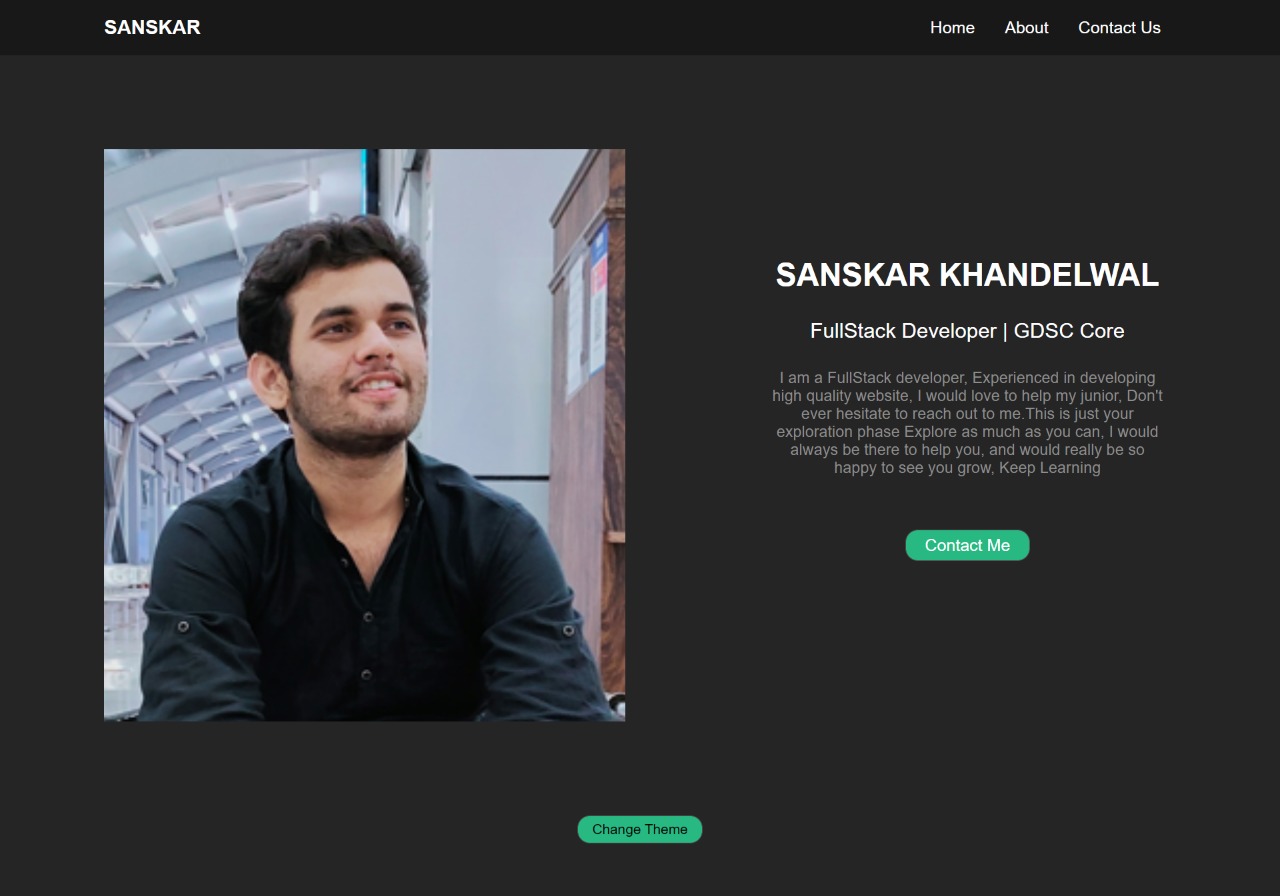 SANSKAR
Home About Contact Us
SANSKAR KHANDELWAL
FullStack Developer | GDSC Core
I am a FullStack developer, Experienced in developing
high quality website, I would love to help my junior, Don't
ever hesitate to reach out to me.This is just your
exploration phase Explore as much as you can, I would
always be there to help you, and would really be so
happy to see you grow, Keep Learning
Contact Me
Change Theme